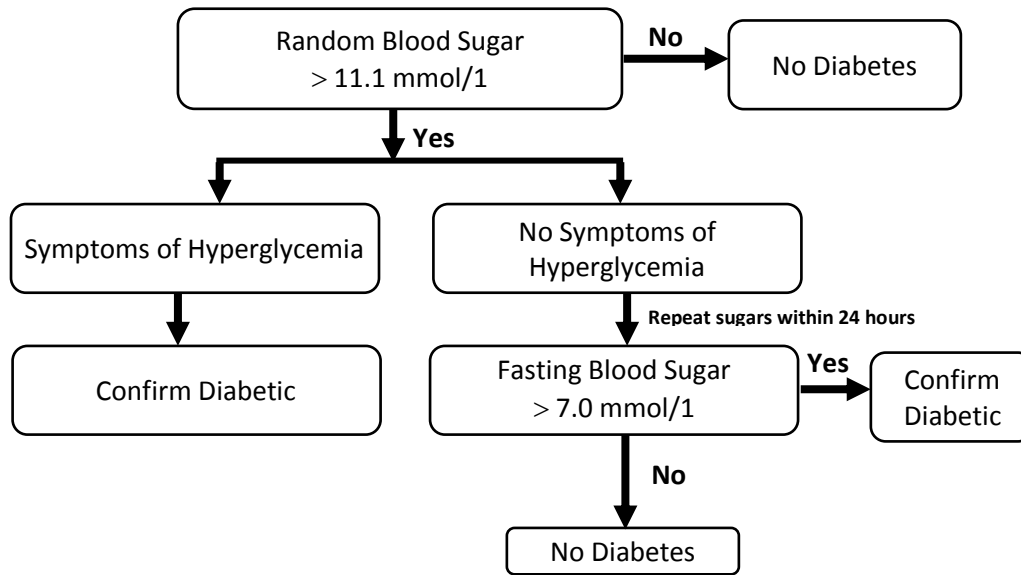 Random Blood Sugar
> 11.1 mmol/1
No
No Diabetes
Yes
Symptoms of Hyperglycemia
No Symptoms of
Hyperglycemia
Repeat sugars within 24 hours
Confirm Diabetic
Fasting Blood Sugar
> 7.0 mmol/1
Yes
Confirm
Diabetic
No
No Diabetes